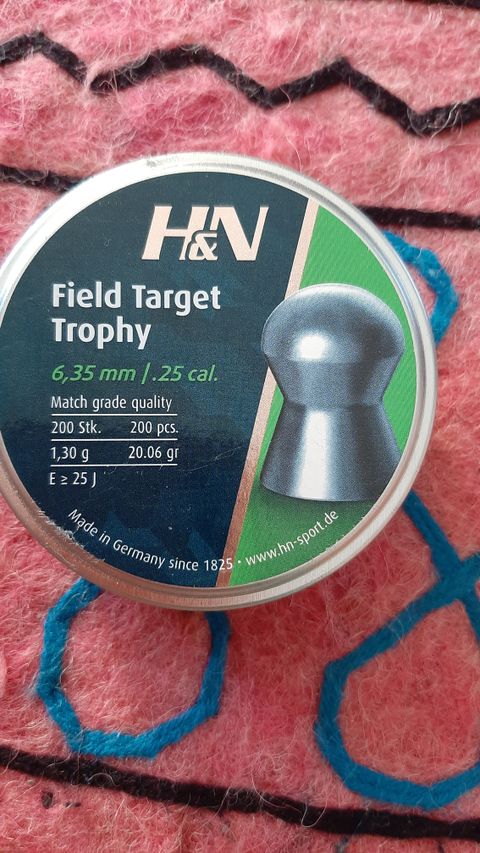 H&N
Field Target
Trophy
6,35 mm / .25 cal.
Match grade quality
200 Stk. 200 pcs.
1,30 g 20.06 gr
E ≥ 25 J
Made in Germany since 1825 • www.hn-sport.de